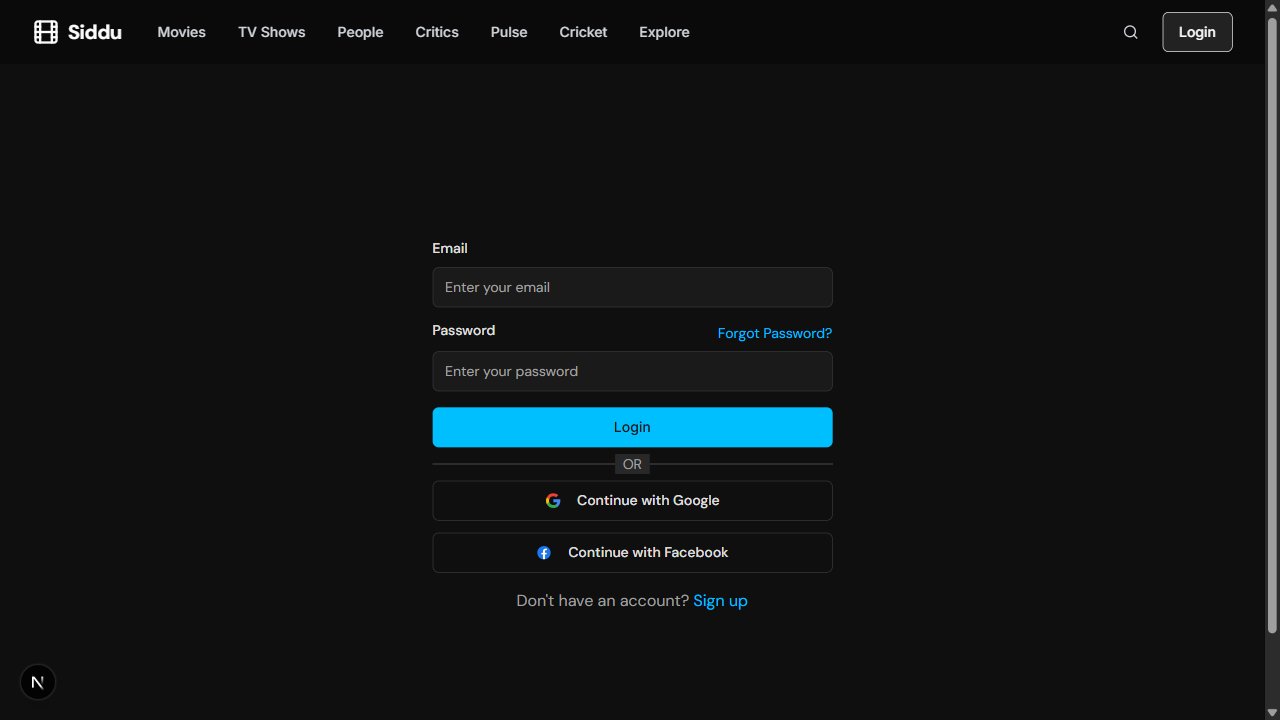 Siddu Movies TV Shows People Critics Pulse Cricket Explore Login
Email
Enter your email
Password Forgot Password?
Enter your password
Login
OR
Continue with Google
Continue with Facebook
Don't have an account? Sign up
N